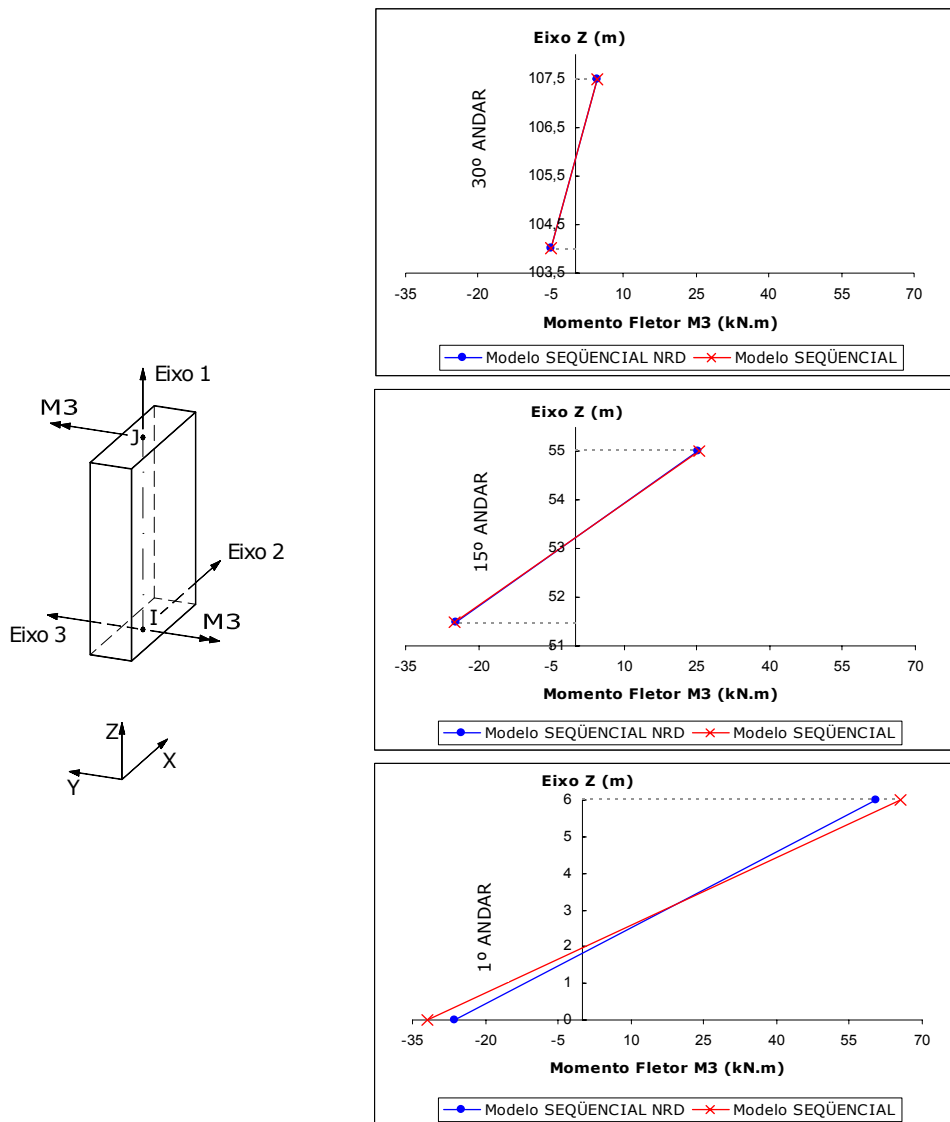 Eixo Z (m)
107,5
106,5
105,5
104,5
103,5
30º ANDAR
-35 -20 -5 10 25 40 55 70
Momento Fletor M3 (kN.m)
Modelo SEQÜENCIAL NRD Modelo SEQÜENCIAL
Eixo 1
M3
J
Eixo 2
I
Eixo 3
M3
Z
X
Y
Eixo Z (m)
55
54
53
52
51
15º ANDAR
-35 -20 -5 10 25 40 55 70
Momento Fletor M3 (kN.m)
Modelo SEQÜENCIAL NRD Modelo SEQÜENCIAL
Eixo Z (m)
6
5
4
3
2
1
0
1º ANDAR
-35 -20 -5 10 25 40 55 70
Momento Fletor M3 (kN.m)
Modelo SEQÜENCIAL NRD Modelo SEQÜENCIAL